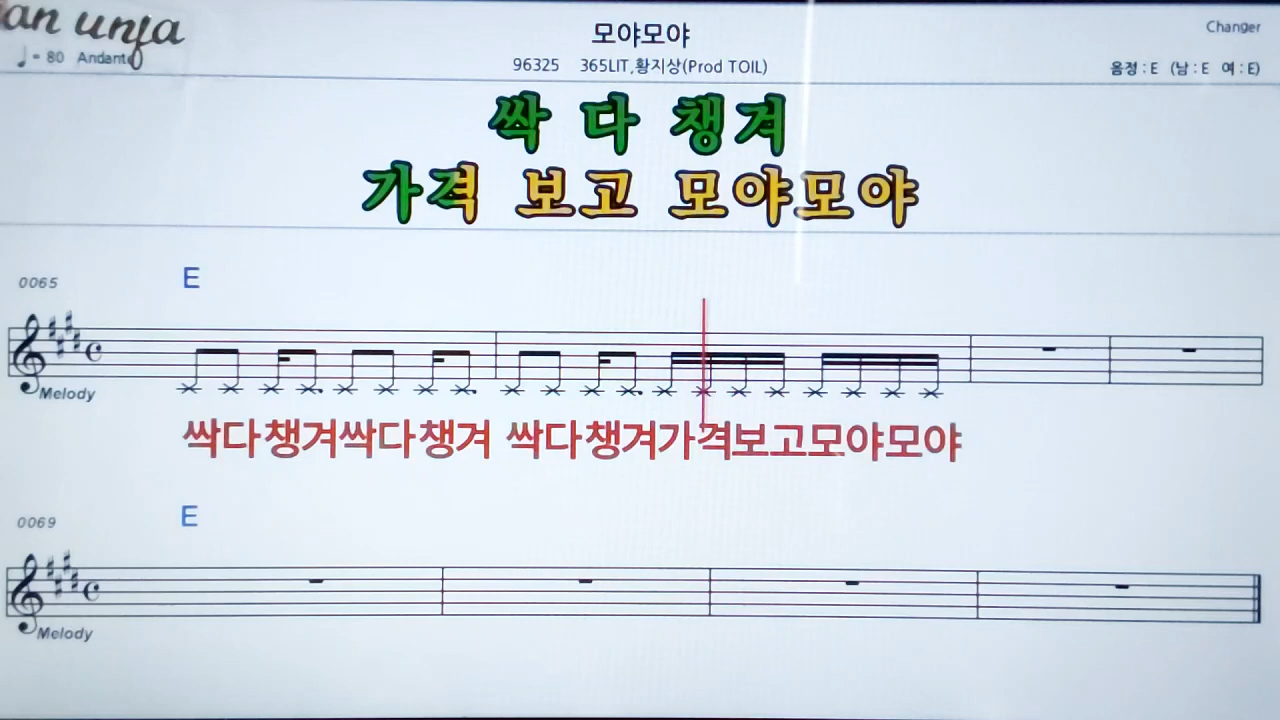 an unja
♩= 80 Andante
모야모야
96325 365LIT,황지상(Prod TOIL)
Changer
음정 : E (남 : E 여 : E)
싹 다 챙겨
가격 보고 모야모야
0065
E
Melody
싹다챙겨싹다챙겨 싹다챙겨가격보고모야모야
0069
E
Melody